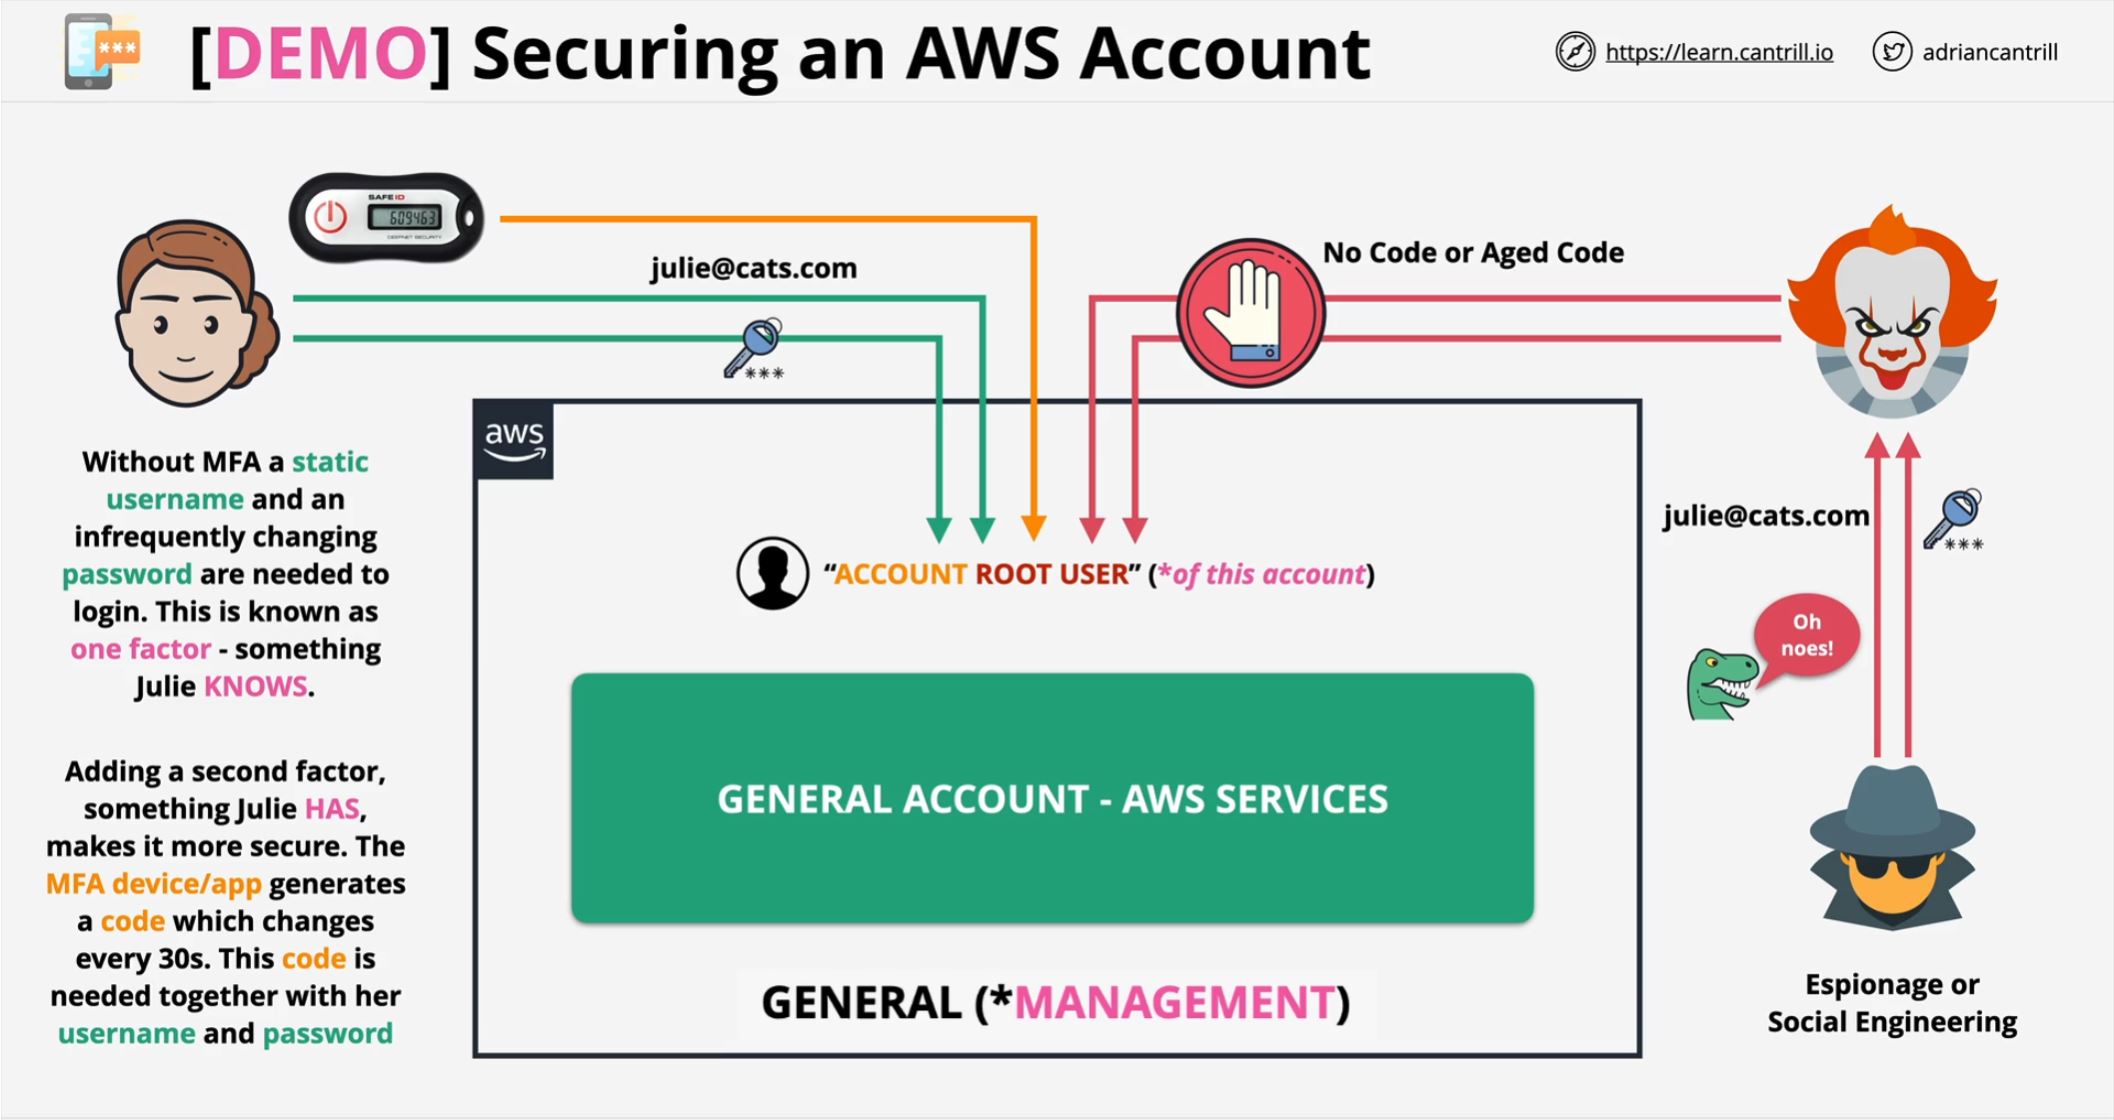 ***
[DEMO] Securing an AWS Account
https://learn.cantrill.io
adriancantrill
SAFEID
609463
DEEPNET SECURITY
julie@cats.com
***
No Code or Aged Code
aws
Without MFA a static
username and an
infrequently changing
password are needed to
login. This is known as
one factor - something
Julie KNOWS.
Adding a second factor,
something Julie HAS,
makes it more secure. The
MFA device/app generates
a code which changes
every 30s. This code is
needed together with her
username and password
“ACCOUNT ROOT USER” (*of this account)
GENERAL ACCOUNT - AWS SERVICES
GENERAL (*MANAGEMENT)
julie@cats.com
***
Oh
noes!
Espionage or
Social Engineering